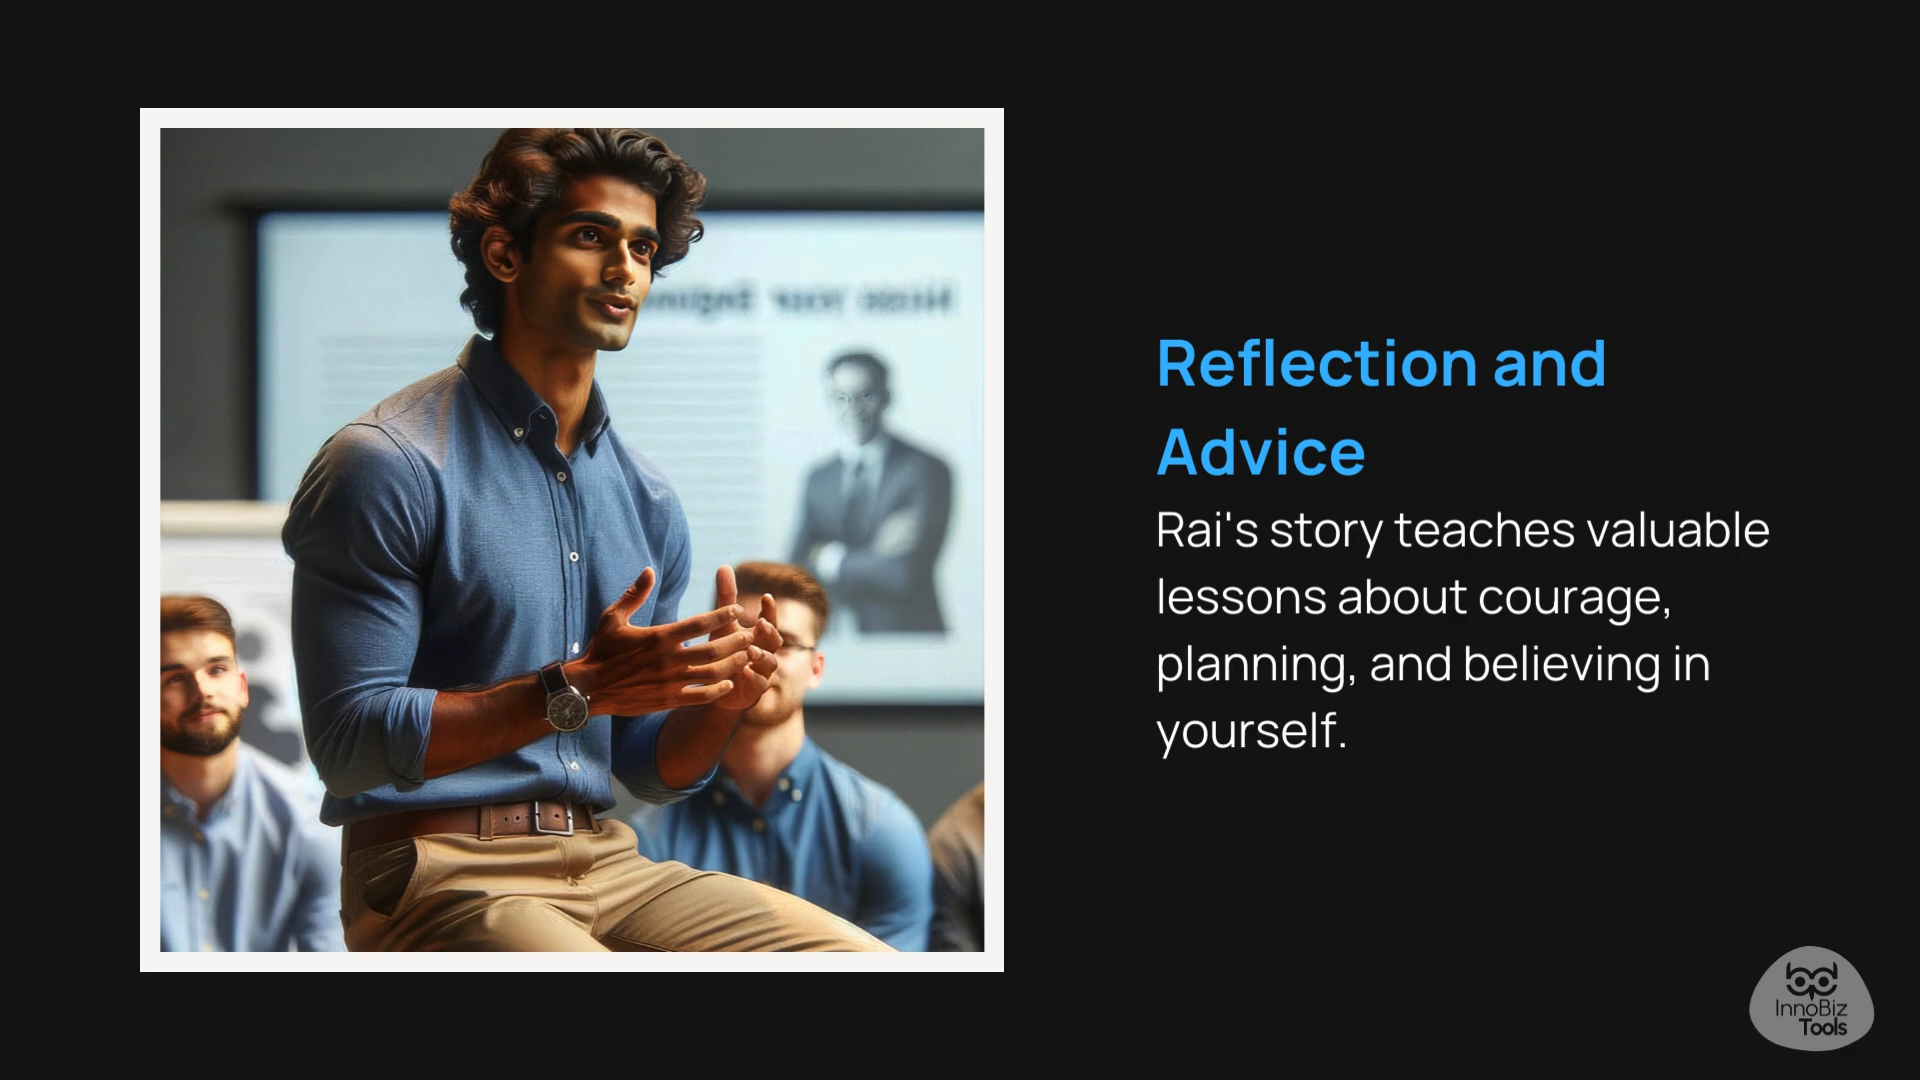 Reflection and
Advice
Rai's story teaches valuable
lessons about courage,
planning, and believing in
yourself.
InnoBiz
Tools